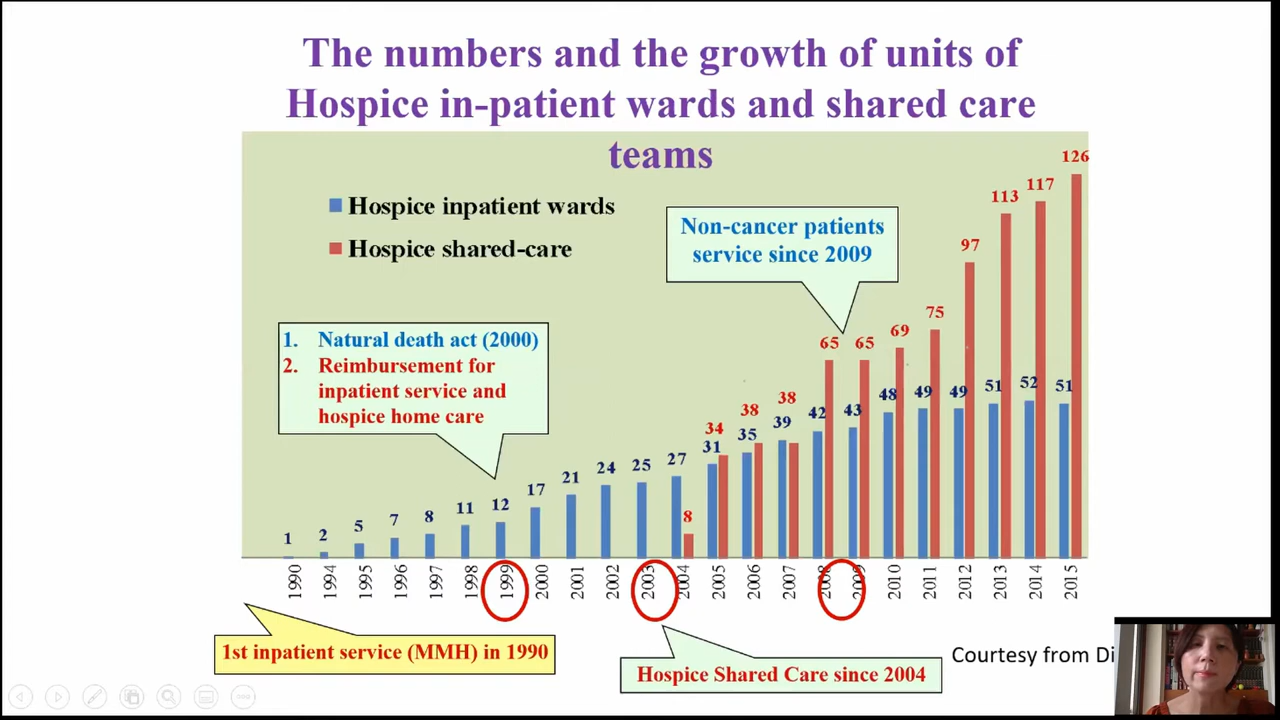 The numbers and the growth of units of
Hospice in-patient wards and shared care
teams
Hospice inpatient wards
Hospice shared-care
Non-cancer patients
service since 2009
1. Natural death act (2000)
2. Reimbursement for
inpatient service and
hospice home care
1 2 5 7 8 11 12 17 21 24 25 27 31 35 39 42 43 48 49 49 51 52 51
8 34 38 38 65 65 69 75 97 113 117 126
1990 1994 1995 1996 1997 1998 1999 2000 2001 2002 2003 2004 2005 2006 2007 2008 2009 2010 2011 2012 2013 2014 2015
1st inpatient service (MMH) in 1990
Hospice Shared Care since 2004
Courtesy from Di